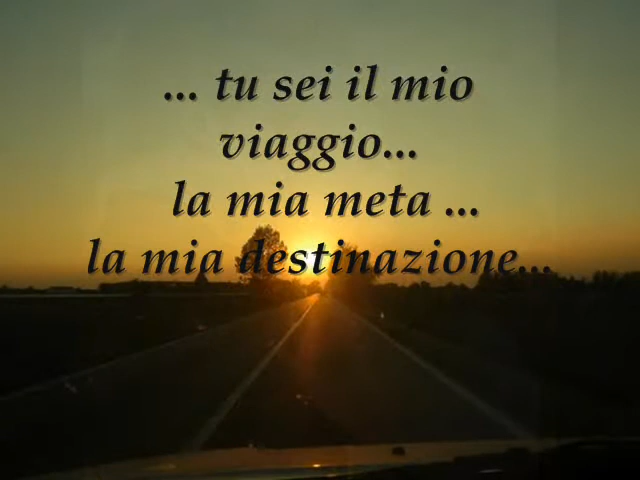 ... tu sei il mio
viaggio...
la mia meta ...
la mia destinazione...